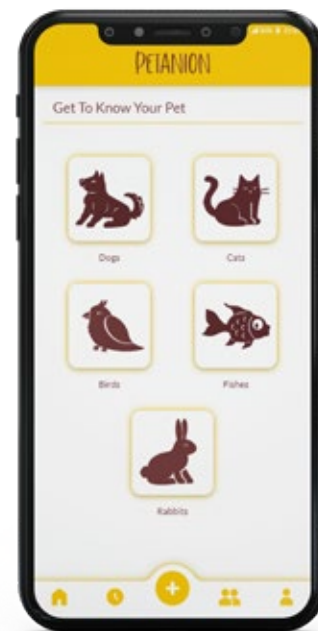 PETANION
Get To Know Your Pet
Dogs
Cats
Birds
Fishes
Rabbits